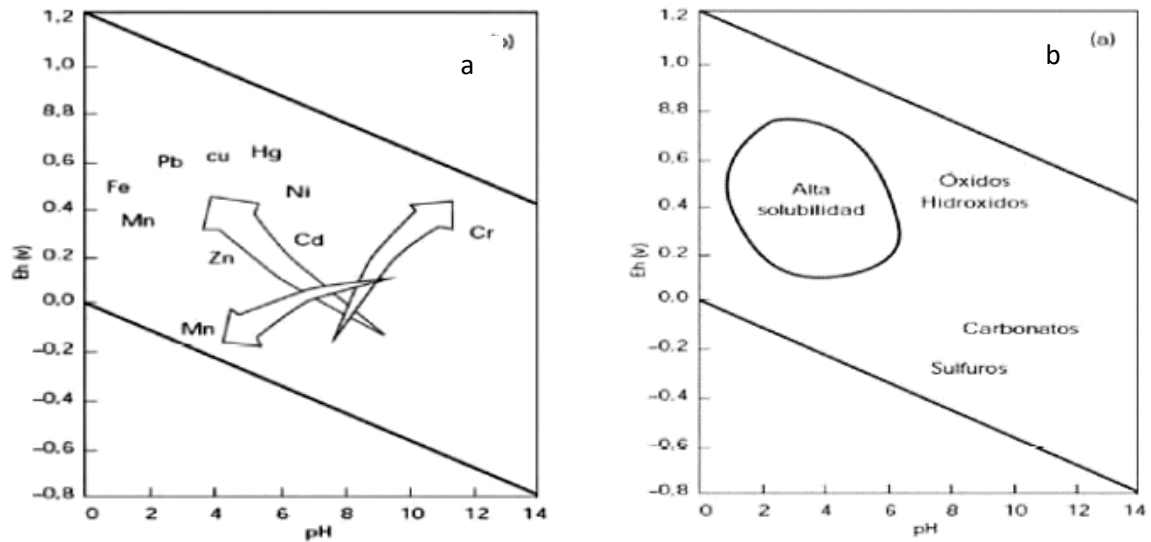 1,2
1,0
8,8
0,6
0,4
0,2
0,0
−0,2
−0,4
−0,6
−0,8
Eh (v)
0 2 4 6 8 10 12 14
pH
a
Pb cu Hg
Fe
Ni
Mn
Cr
Cd
Zn
Mn
1,2
1,0
8,8
0,6
0,4
0,2
0,0
−0,2
−0,4
−0,6
−0,8
Eh (v)
0 2 4 6 8 10 12 14
pH
(a)
b
Alta
solubilidad
Óxidos
Hidroxidos
Carbonatos
Sulfuros